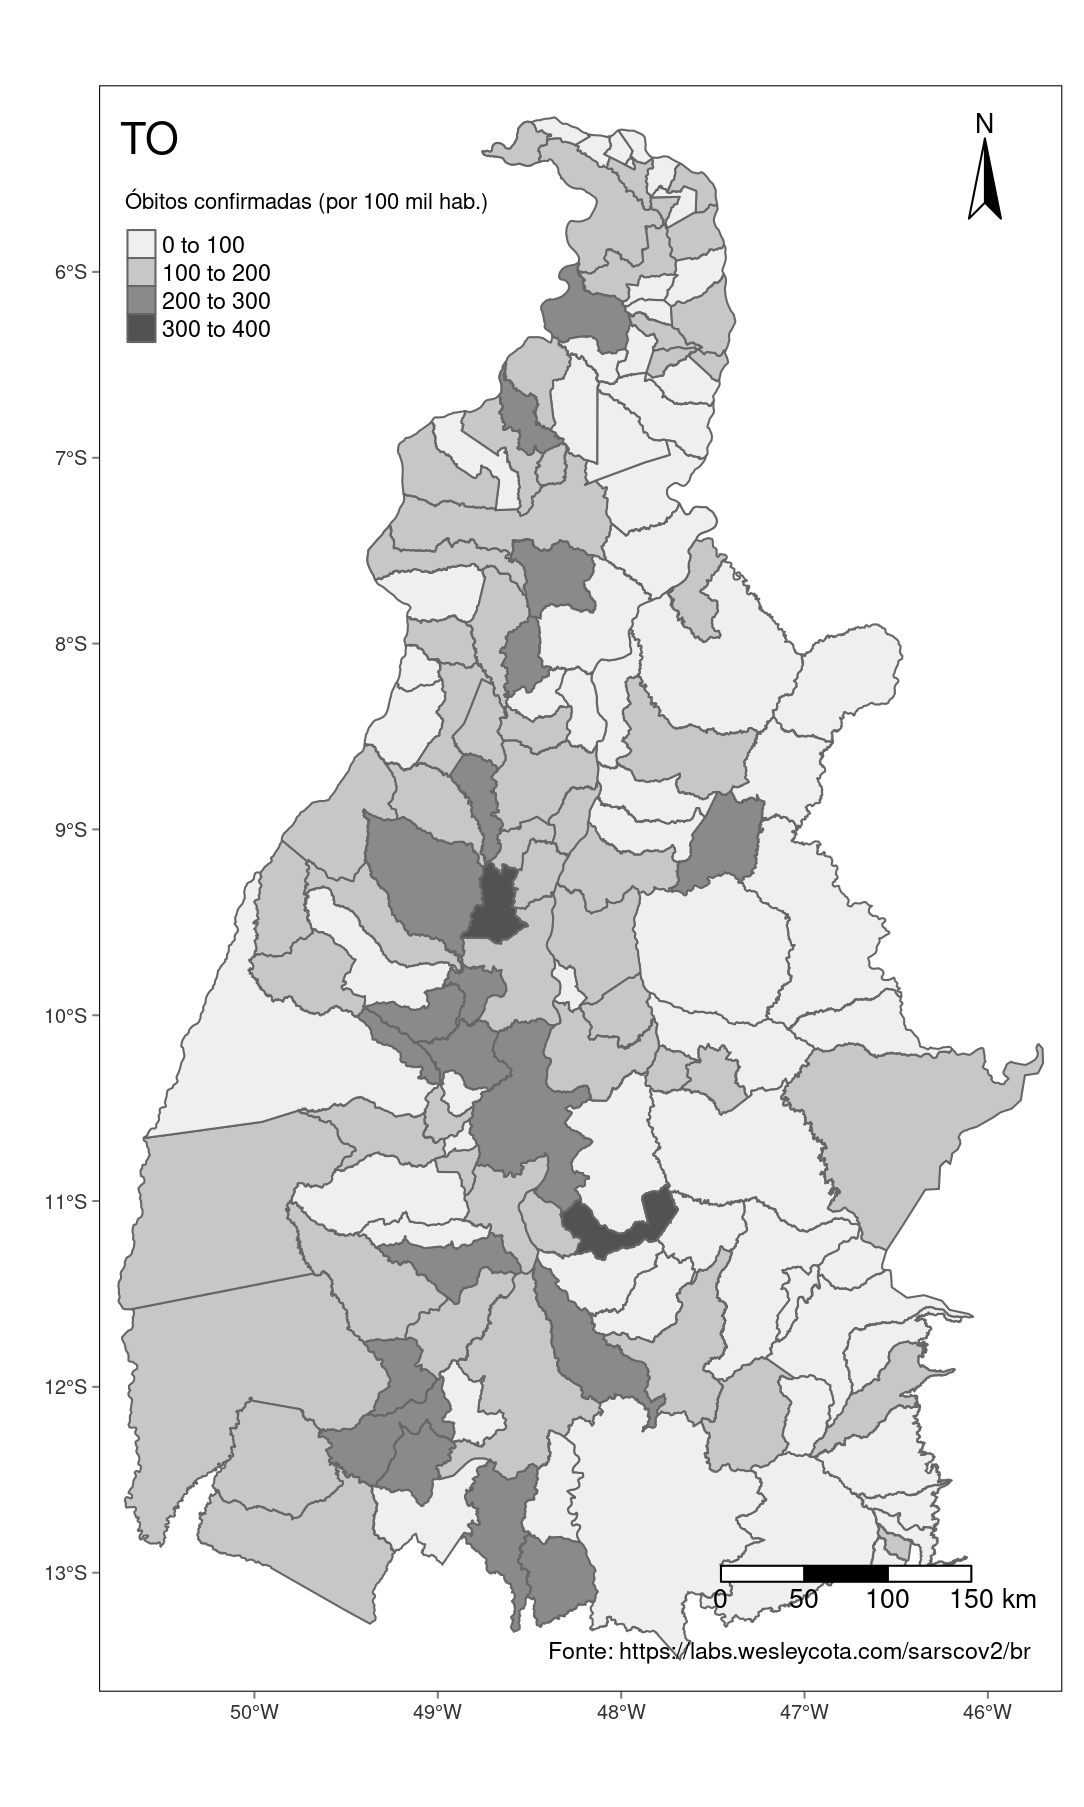 TO
N
Óbitos confirmadas (por 100 mil hab.)
0 to 100
100 to 200
200 to 300
300 to 400
6°S
7°S
8°S
9°S
10°S
11°S
12°S
13°S
0 50 100 150 km
Fonte: https://labs.wesleycota.com/sarscov2/br
50°W 49°W 48°W 47°W 46°W